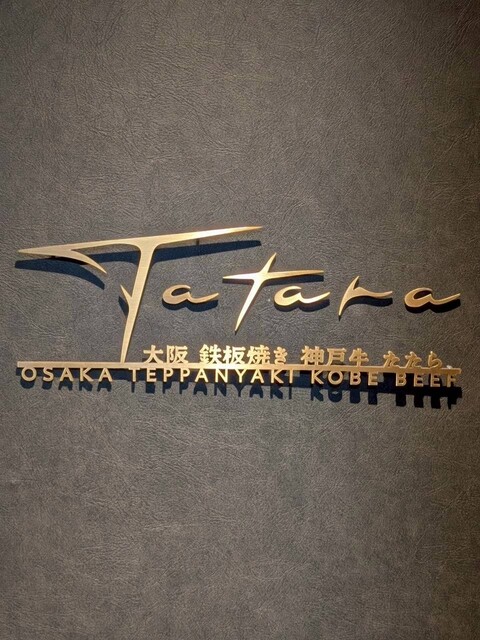 Tatara
大阪 鉄板焼き 神戸牛 たたら
OSAKA TEPPANYAKI KOBE BEEF